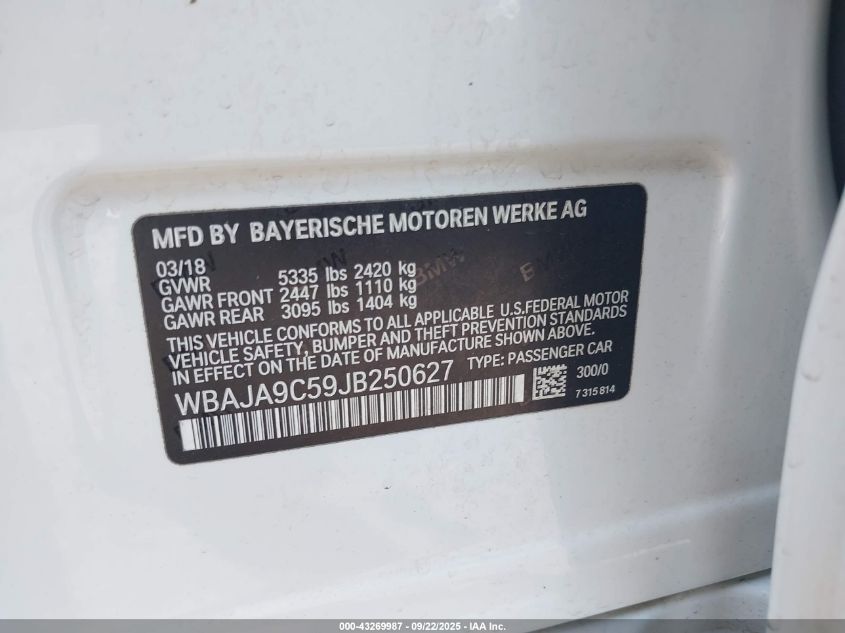 MFD BY BAYERISCHE MOTOREN WERKE AG
03/18
GVWR 5335 lbs 2420 kg
GAWR FRONT 2447 lbs 1110 kg
GAWR REAR 3095 lbs 1404 kg
THIS VEHICLE CONFORMS TO ALL APPLICABLE U.S.FEDERAL MOTOR
VEHICLE SAFETY, BUMPER AND THEFT PREVENTION STANDARDS
IN EFFECT ON THE DATE OF MANUFACTURE SHOWN ABOVE.
WBAJA9C59JB250627 TYPE: PASSENGER CAR
300/0
7315814
000-43269987 - 09/22/2025 - IAA Inc.